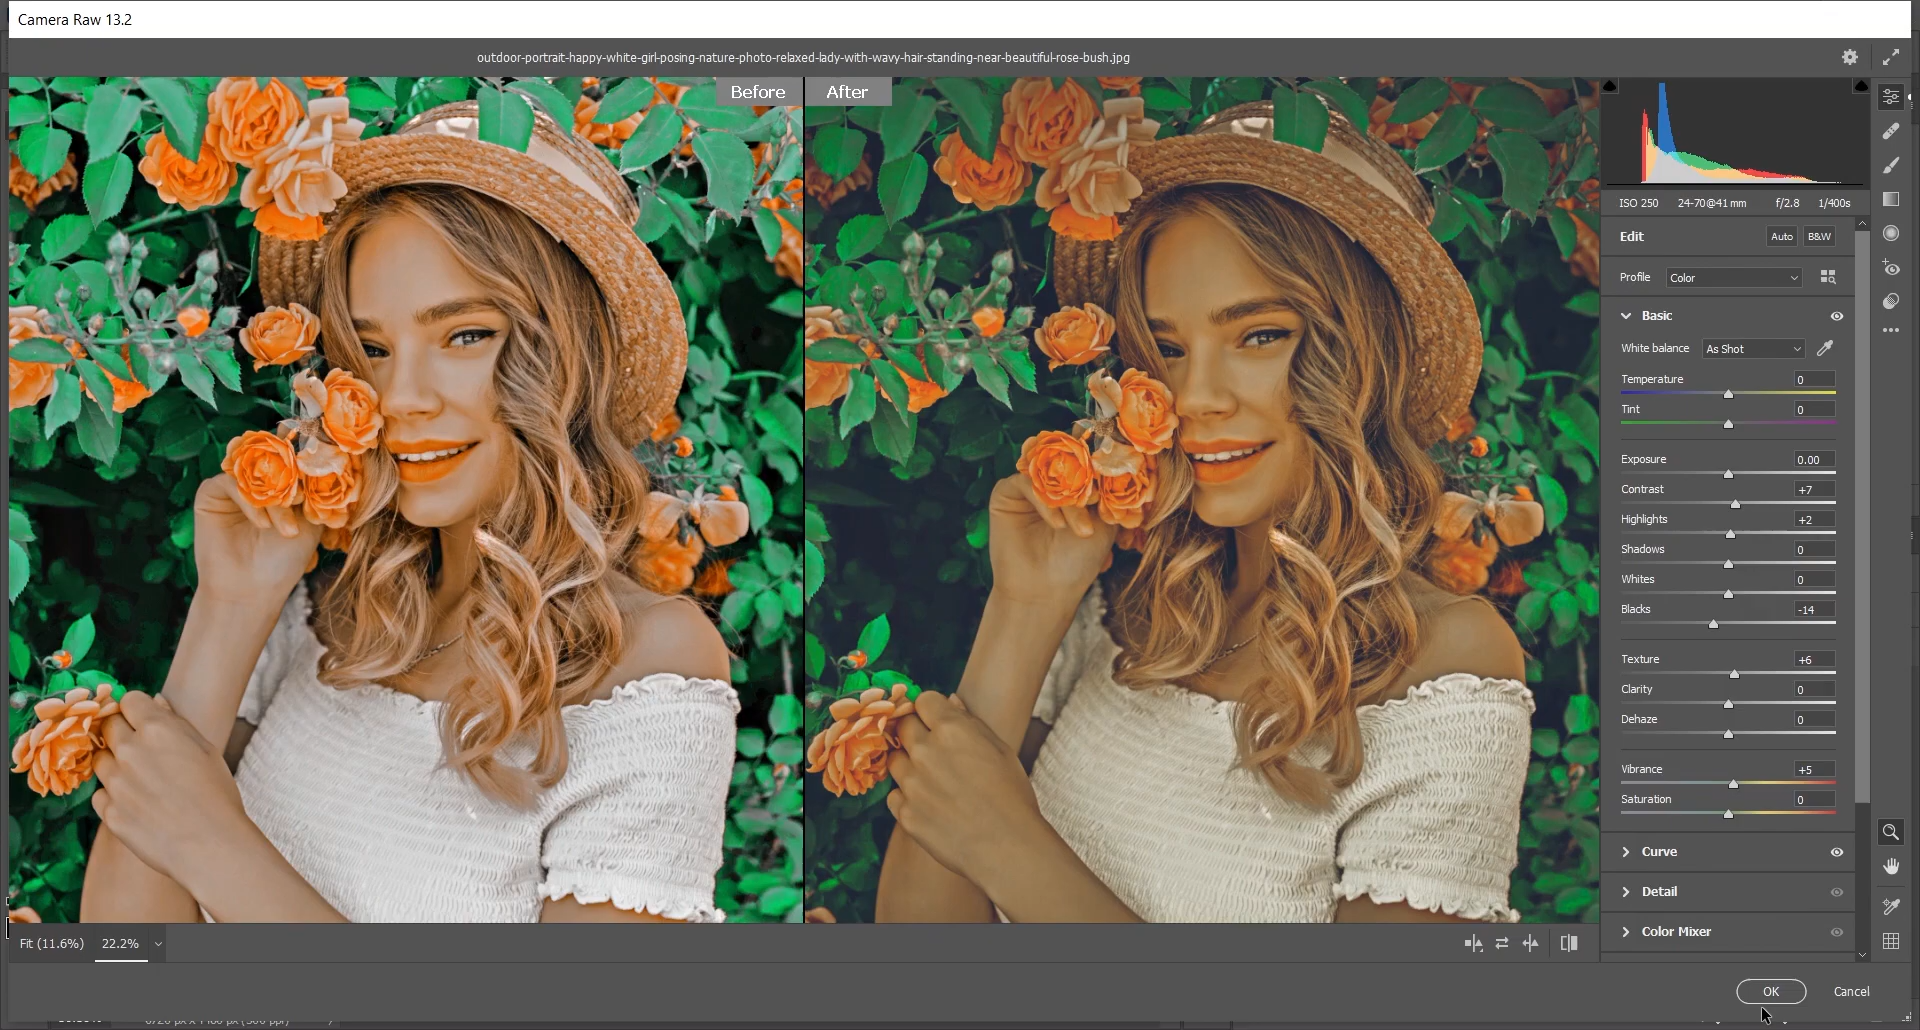 Camera Raw 13.2
outdoor-portrait-happy-white-girl-posing-nature-photo-relaxed-lady-with-wavy-hair-standing-near-beautiful-rose-bush.jpg
Before
After
ISO 250 24-70@41 mm f/2.8 1/400s
Edit Auto B&W
Profile Color
Basic
White balance As Shot
Temperature 0
Tint 0
Exposure 0.00
Contrast +7
Highlights +2
Shadows 0
Whites 0
Blacks -14
Texture +6
Clarity 0
Dehaze 0
Vibrance +5
Saturation 0
Curve
Detail
Color Mixer
Fit (11.6%) 22.2%
OK Cancel